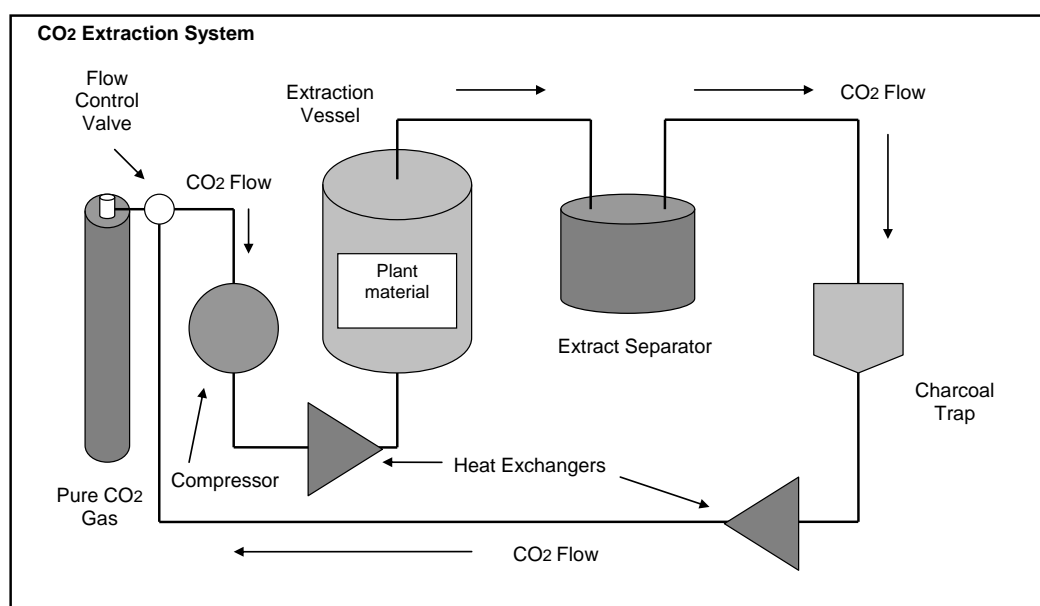 CO2 Extraction System
Flow
Control
Valve
Extraction
Vessel
CO2 Flow
CO2 Flow
Plant
material
Extract Separator
Charcoal
Trap
Heat Exchangers
Compressor
Pure CO2
Gas
CO2 Flow